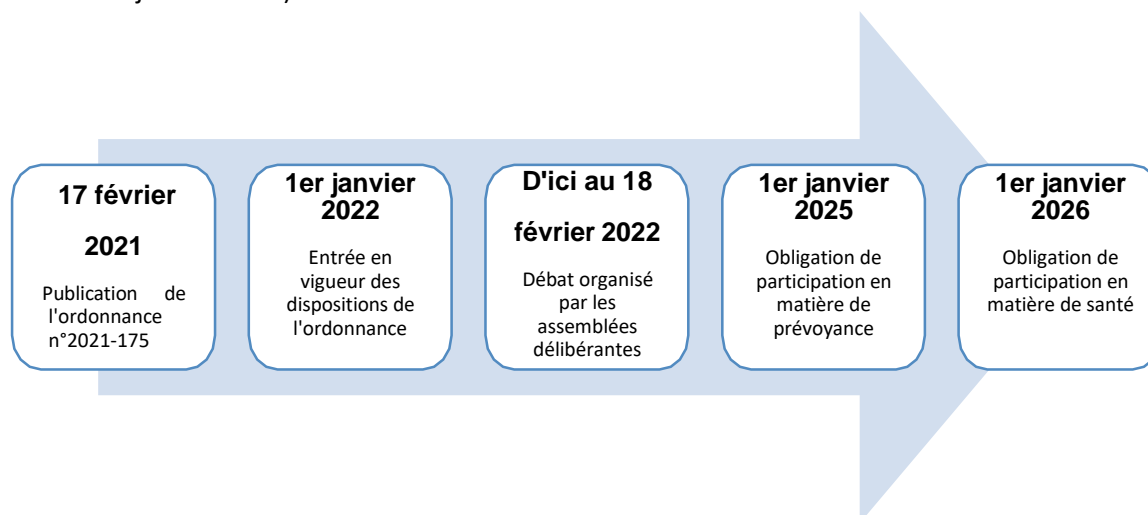 17 février
2021
Publication de
l'ordonnance
n°2021-175
1er janvier
2022
Entrée en
vigueur des
dispositions de
l'ordonnance
D'ici au 18
février 2022
Débat organisé
par les
assemblées
délibérantes
1er janvier
2025
Obligation de
participation en
matière de
prévoyance
1er janvier
2026
Obligation de
participation en
matière de santé